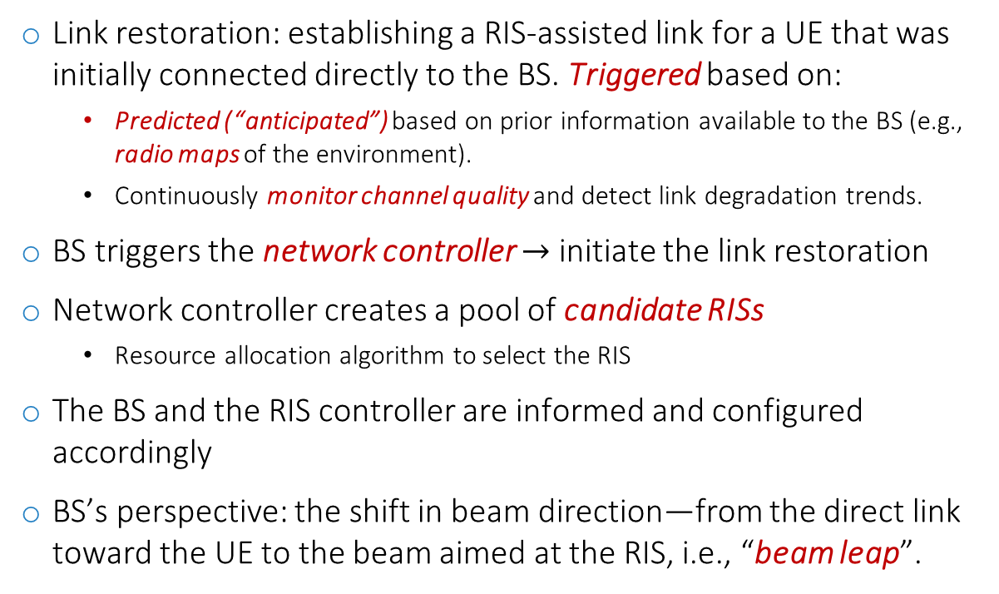 ○ Link restoration: establishing a RIS-assisted link for a UE that was
initially connected directly to the BS. Triggered based on:
• Predicted (“anticipated”) based on prior information available to the BS (e.g.,
radio maps of the environment).
• Continuously monitor channel quality and detect link degradation trends.
○ BS triggers the network controller → initiate the link restoration
○ Network controller creates a pool of candidate RISs
• Resource allocation algorithm to select the RIS
○ The BS and the RIS controller are informed and configured
accordingly
○ BS’s perspective: the shift in beam direction—from the direct link
toward the UE to the beam aimed at the RIS, i.e., “beam leap”.